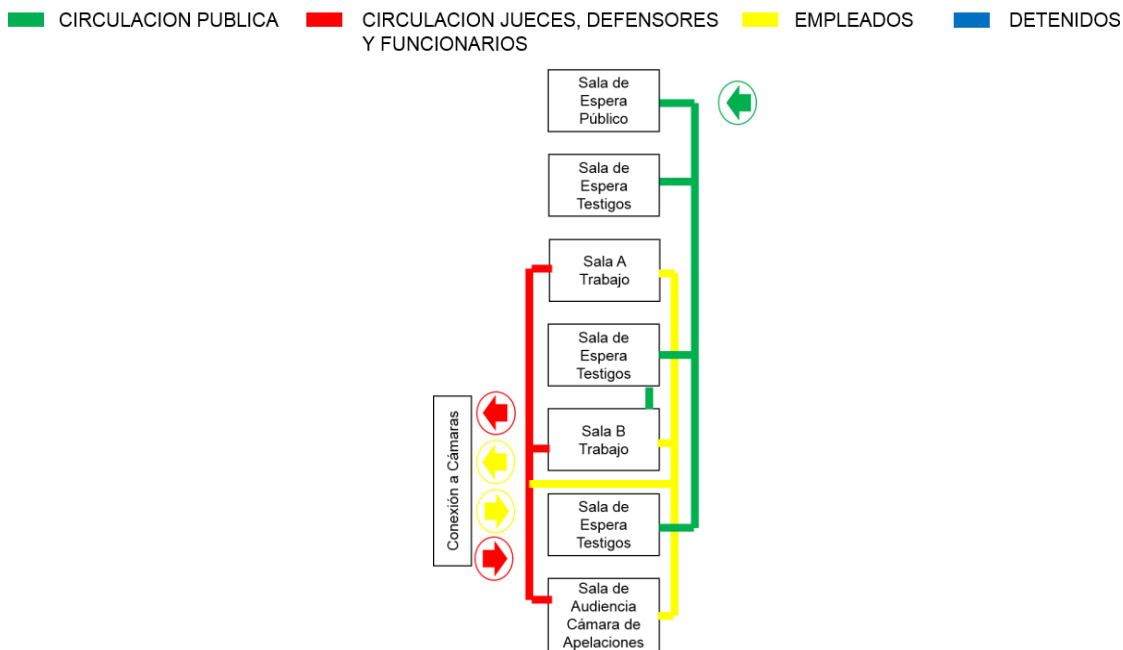 CIRCULACION PUBLICA
CIRCULACION JUECES, DEFENSORES
Y FUNCIONARIOS
EMPLEADOS
DETENIDOS
Sala de
Espera
Público
Sala de
Espera
Testigos
Sala A
Trabajo
Sala de
Espera
Testigos
Conexión a Cámaras
Sala B
Trabajo
Sala de
Espera
Testigos
Sala de
Audiencia
Cámara de
Apelaciones